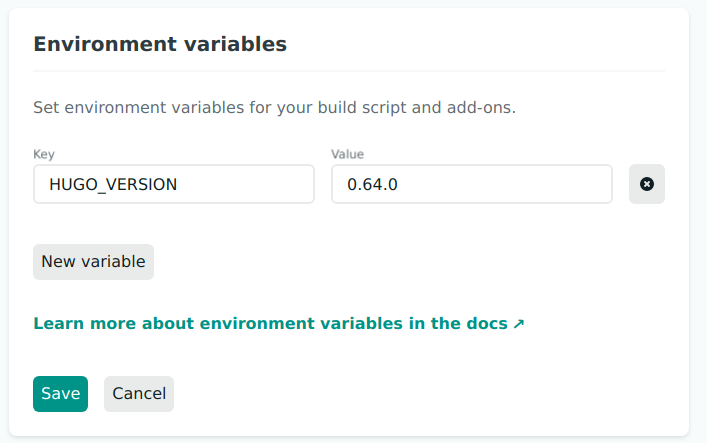 Environment variables
Set environment variables for your build script and add-ons.
Key Value
HUGO_VERSION 0.64.0
New variable
Learn more about environment variables in the docs ↗
Save Cancel